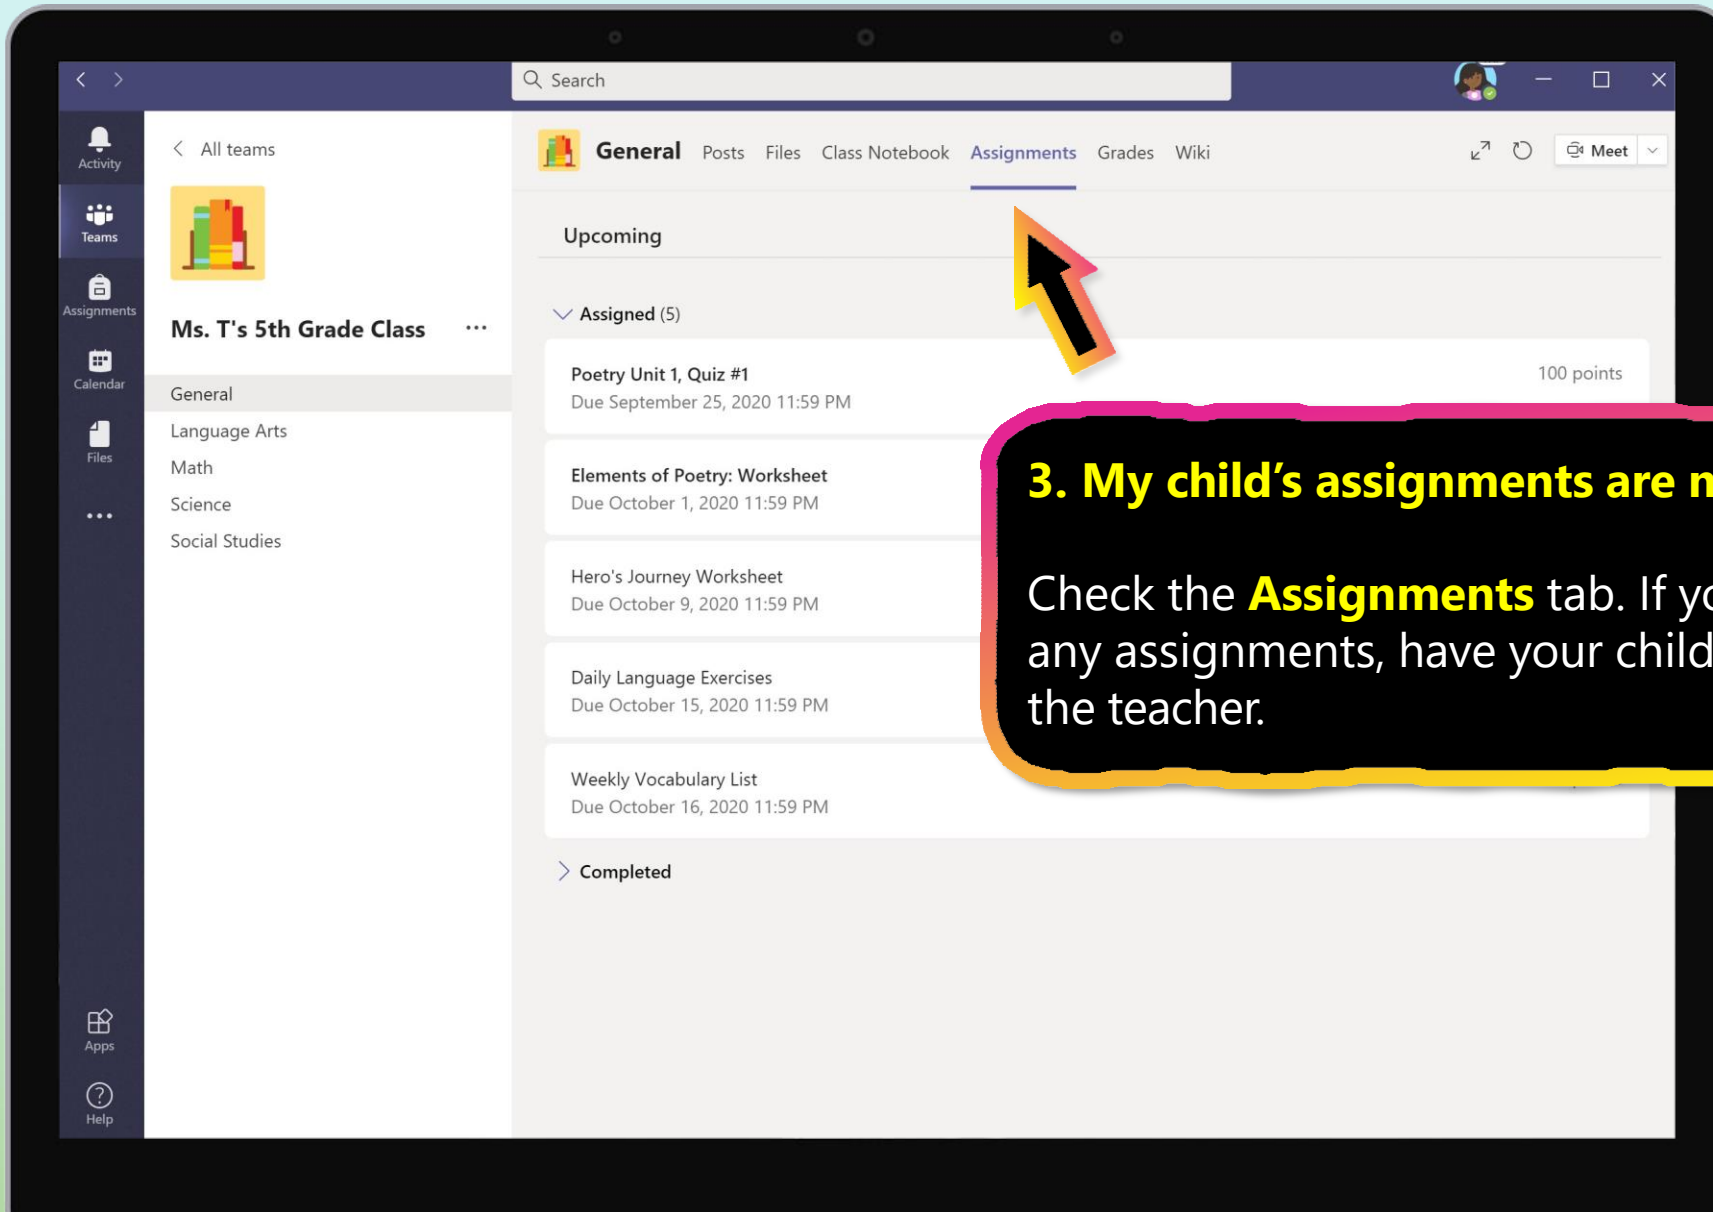 Search
Activity
Teams
Assignments
Calendar
Files
Apps
Help
All teams
Ms. T's 5th Grade Class
General
Language Arts
Math
Science
Social Studies
General Posts Files Class Notebook Assignments Grades Wiki
Meet
Upcoming
Assigned (5)
Poetry Unit 1, Quiz #1
Due September 25, 2020 11:59 PM
100 points
Elements of Poetry: Worksheet
Due October 1, 2020 11:59 PM
Hero's Journey Worksheet
Due October 9, 2020 11:59 PM
Daily Language Exercises
Due October 15, 2020 11:59 PM
Weekly Vocabulary List
Due October 16, 2020 11:59 PM
Completed
3. My child’s assignments are
Check the Assignments tab. If
any assignments, have your child
the teacher.